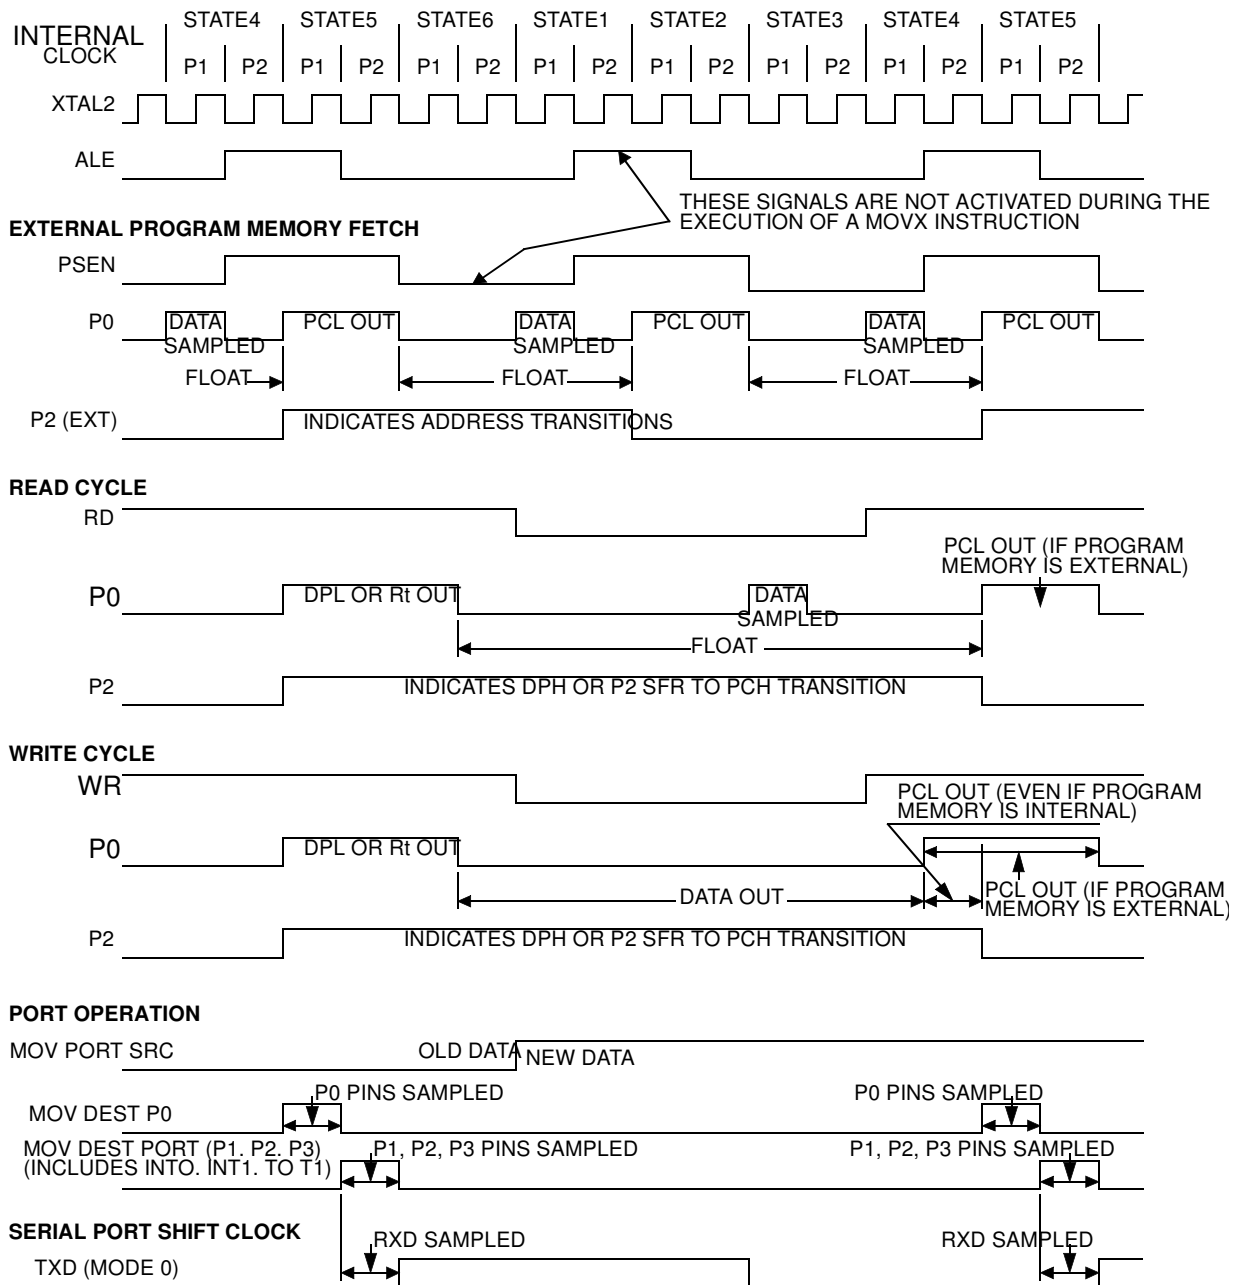 INTERNAL CLOCK
STATE4 STATE5 STATE6 STATE1 STATE2 STATE3 STATE4 STATE5
P1 P2 P1 P2 P1 P2 P1 P2 P1 P2 P1 P2 P1 P2 P1 P2
XTAL2
ALE
THESE SIGNALS ARE NOT ACTIVATED DURING THE
EXECUTION OF A MOVX INSTRUCTION
EXTERNAL PROGRAM MEMORY FETCH
PSEN
P0 DATA PCL OUT DATA PCL OUT DATA PCL OUT
SAMPLED SAMPLED SAMPLED
FLOAT FLOAT FLOAT
P2 (EXT) INDICATES ADDRESS TRANSITIONS
READ CYCLE
RD
PCL OUT (IF PROGRAM
MEMORY IS EXTERNAL)
P0 DPL OR Rt OUT DATA
SAMPLED
FLOAT
P2 INDICATES DPH OR P2 SFR TO PCH TRANSITION
WRITE CYCLE
WR
PCL OUT (EVEN IF PROGRAM
MEMORY IS INTERNAL)
P0 DPL OR Rt OUT
DATA OUT
PCL OUT (IF PROGRAM
MEMORY IS EXTERNAL)
P2 INDICATES DPH OR P2 SFR TO PCH TRANSITION
PORT OPERATION
MOV PORT SRC OLD DATA NEW DATA
P0 PINS SAMPLED P0 PINS SAMPLED
MOV DEST P0
MOV DEST PORT (P1. P2. P3) P1, P2, P3 PINS SAMPLED P1, P2, P3 PINS SAMPLED
(INCLUDES INTO. INT1. TO T1)
SERIAL PORT SHIFT CLOCK
RXD SAMPLED RXD SAMPLED
TXD (MODE 0)